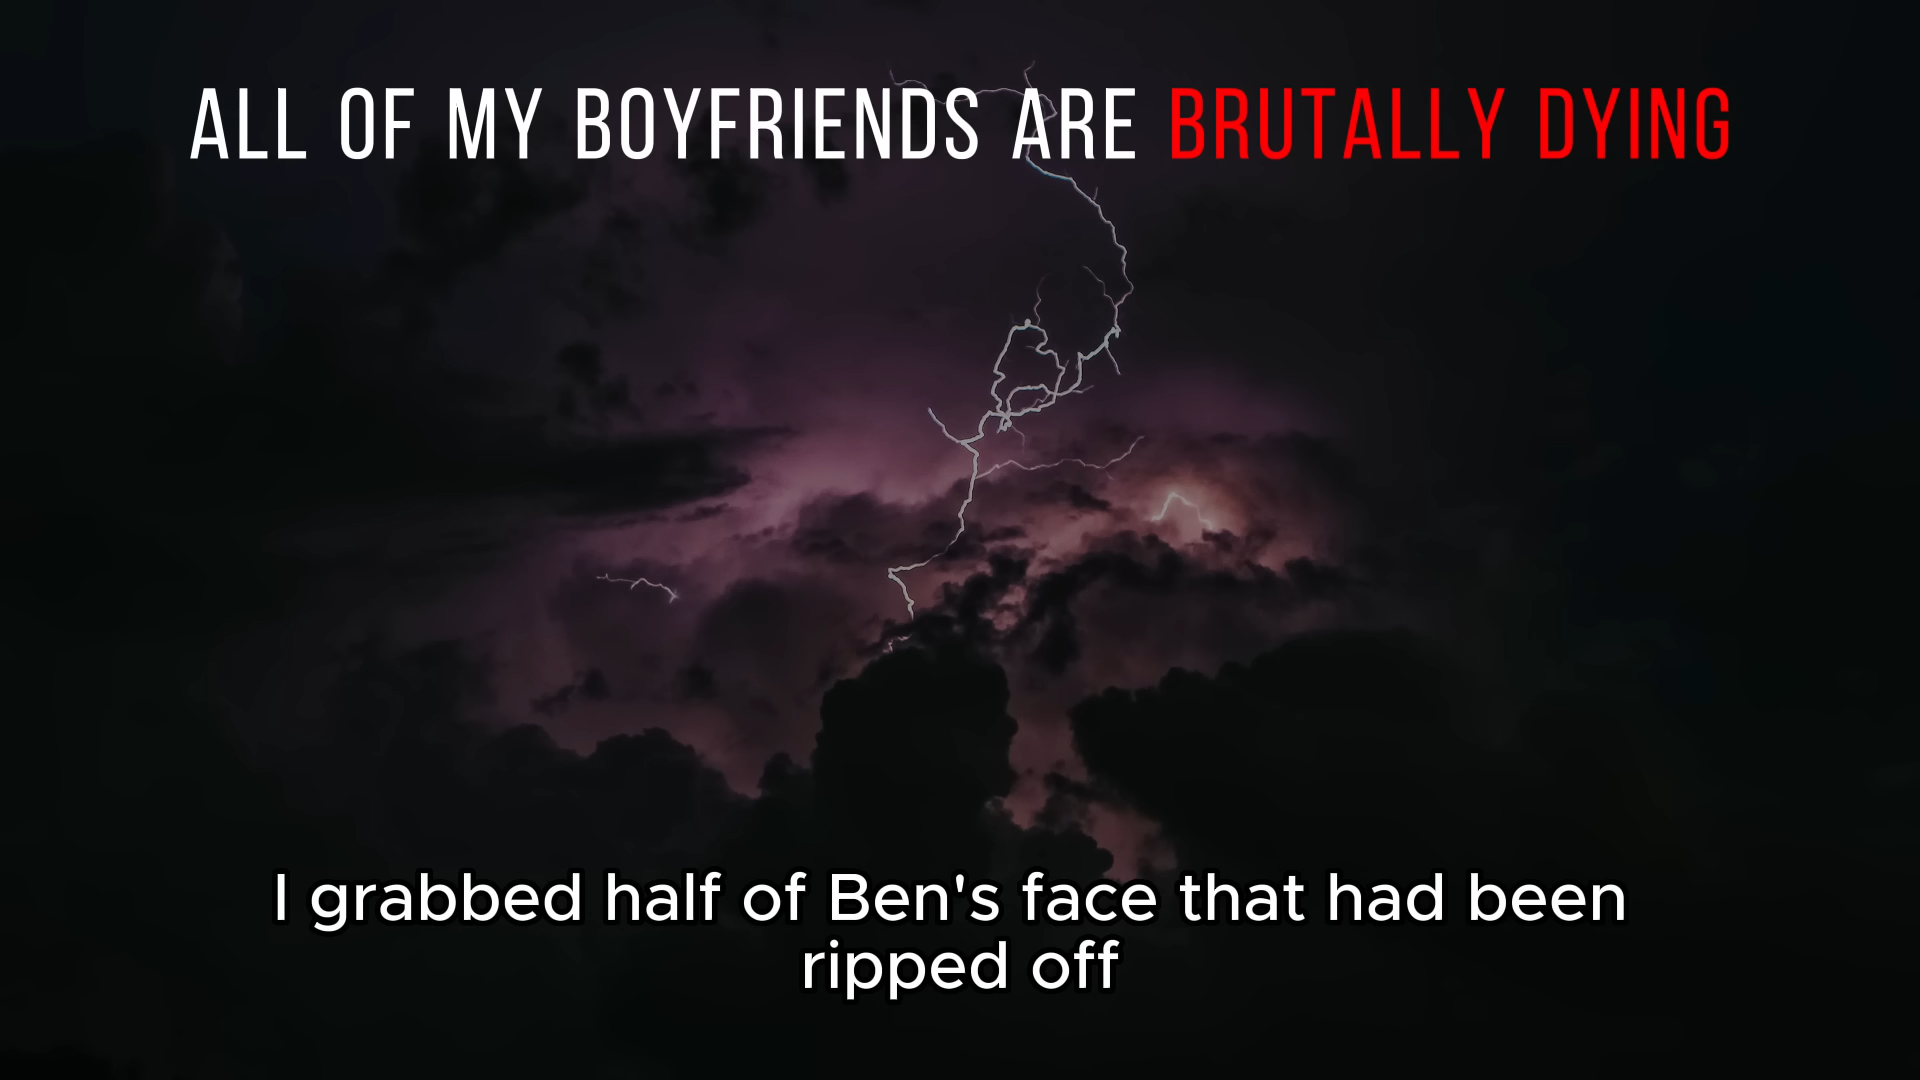 ALL OF MY BOYFRIENDS ARE BRUTALLY DYING
I grabbed half of Ben's face that had been
ripped off